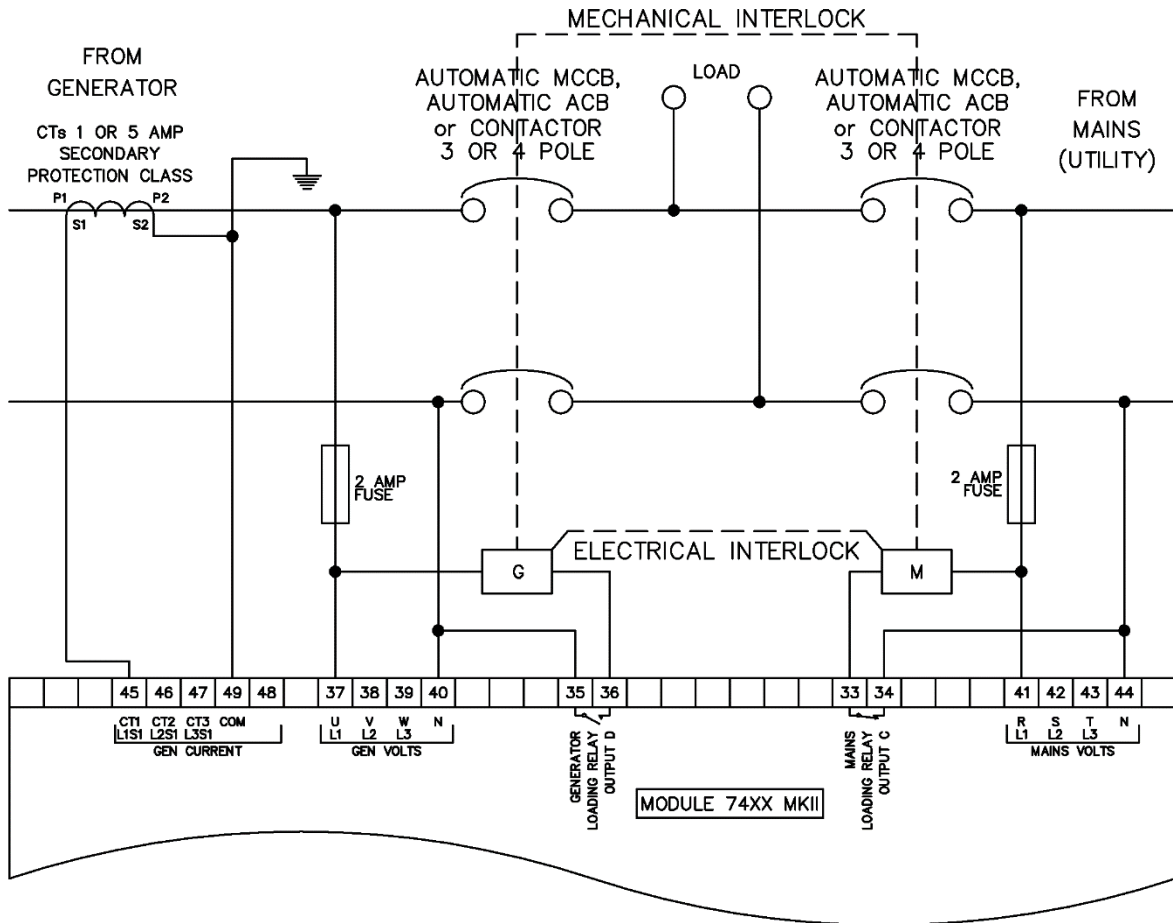 MECHANICAL INTERLOCK
FROM
GENERATOR
CTs 1 OR 5 AMP
SECONDARY
PROTECTION CLASS
P1
P2
S1
S2
AUTOMATIC MCCB,
AUTOMATIC ACB
or CONTACTOR
3 OR 4 POLE
LOAD
AUTOMATIC MCCB,
AUTOMATIC ACB
or CONTACTOR
3 OR 4 POLE
FROM
MAINS
(UTILITY)
2 AMP
FUSE
2 AMP
FUSE
ELECTRICAL INTERLOCK
G
M
45 46 47 49 48 37 38 39 40 35 36 33 34 41 42 43 44
CT1 CT2 CT3 COM
L1S1 L2S1 L3S1
GEN CURRENT
U V W N
L1 L2 L3
GEN VOLTS
GENERATOR
LOADING RELAY
OUTPUT D
MODULE 74XX MKII
MAINS
LOADING RELAY
OUTPUT C
R S T N
L1 L2 L3
MAINS VOLTS